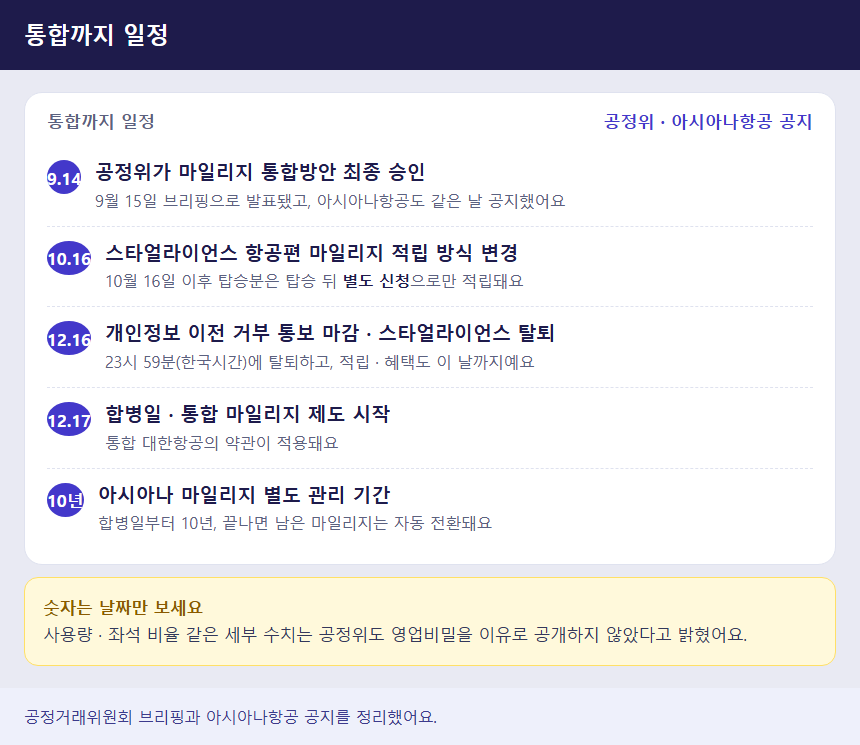 통합까지 일정
통합까지 일정
공정위 · 아시아나항공 공지
9.14
공정위가 마일리지 통합방안 최종 승인
9월 15일 브리핑으로 발표됐고, 아시아나항공도 같은 날 공지했어요
10.16
스타얼라이언스 항공편 마일리지 적립 방식 변경
10월 16일 이후 탑승분은 탑승 뒤 별도 신청으로만 적립돼요
12.16
개인정보 이전 거부 통보 마감 · 스타얼라이언스 탈퇴
23시 59분(한국시간)에 탈퇴하고, 적립 · 혜택도 이 날까지예요
12.17
합병일 · 통합 마일리지 제도 시작
통합 대한항공의 약관이 적용돼요
10년
아시아나 마일리지 별도 관리 기간
합병일부터 10년, 끝나면 남은 마일리지는 자동 전환돼요
숫자는 날짜만 보세요
사용량 · 좌석 비율 같은 세부 수치는 공정위도 영업비밀을 이유로 공개하지 않았다고 밝혔어요.
공정거래위원회 브리핑과 아시아나항공 공지를 정리했어요.